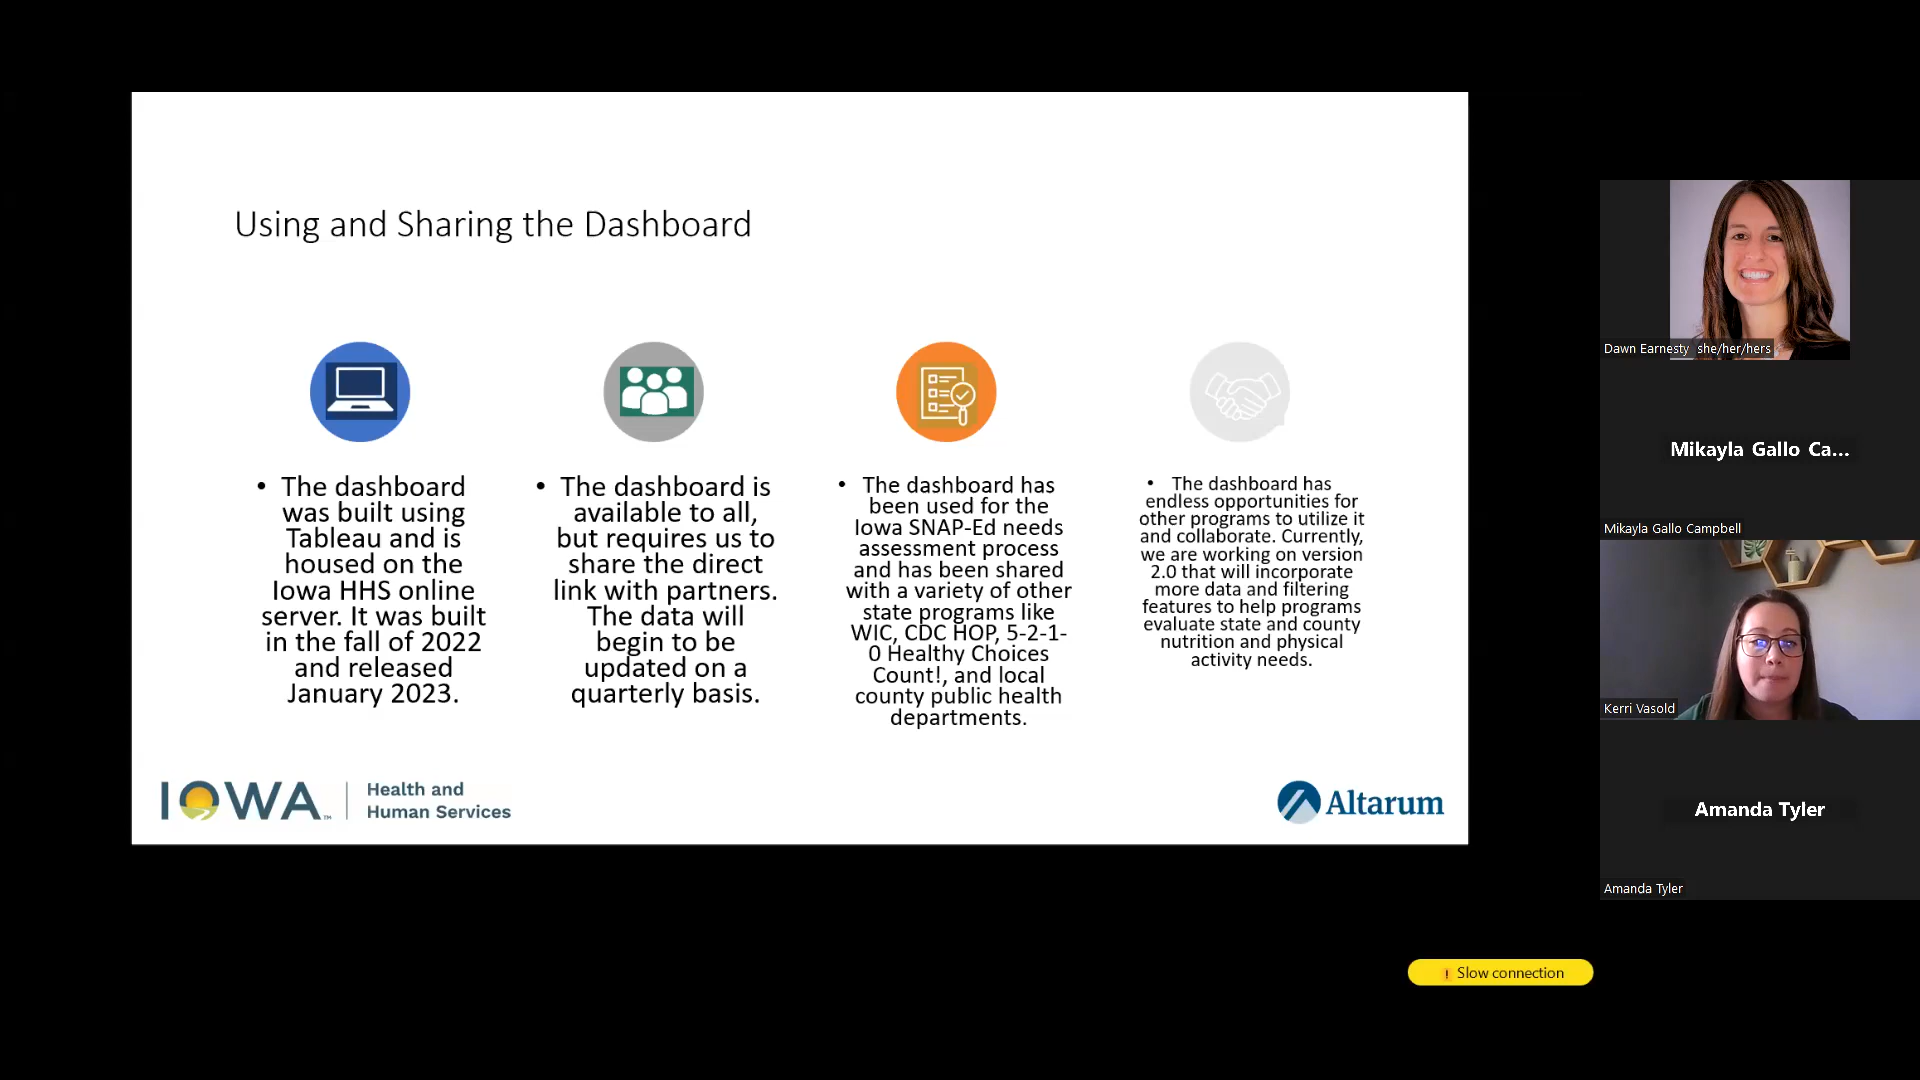 Using and Sharing the Dashboard
• The dashboard
was built using
Tableau and is
housed on the
Iowa HHS online
server. It was built
in the fall of 2022
and released
January 2023.
• The dashboard is
available to all,
but requires us to
share the direct
link with partners.
The data will
begin to be
updated on a
quarterly basis.
• The dashboard has
been used for the
Iowa SNAP-Ed needs
assessment process
and has been shared
with a variety of other
state programs like
WIC, CDC HOP, 5-2-1-
0 Healthy Choices
Count!, and local
county public health
departments.
• The dashboard has
endless opportunities for
other programs to utilize it
and collaborate. Currently,
we are working on version
2.0 that will incorporate
more data and filtering
features to help programs
evaluate state and county
nutrition and physical
activity needs.
IOWA™
Health and
Human Services
Altarum
Dawn Earnesty she/her/hers
Mikayla Gallo Ca...
Mikayla Gallo Campbell
Kerri Vasold
Amanda Tyler
Amanda Tyler
! Slow connection